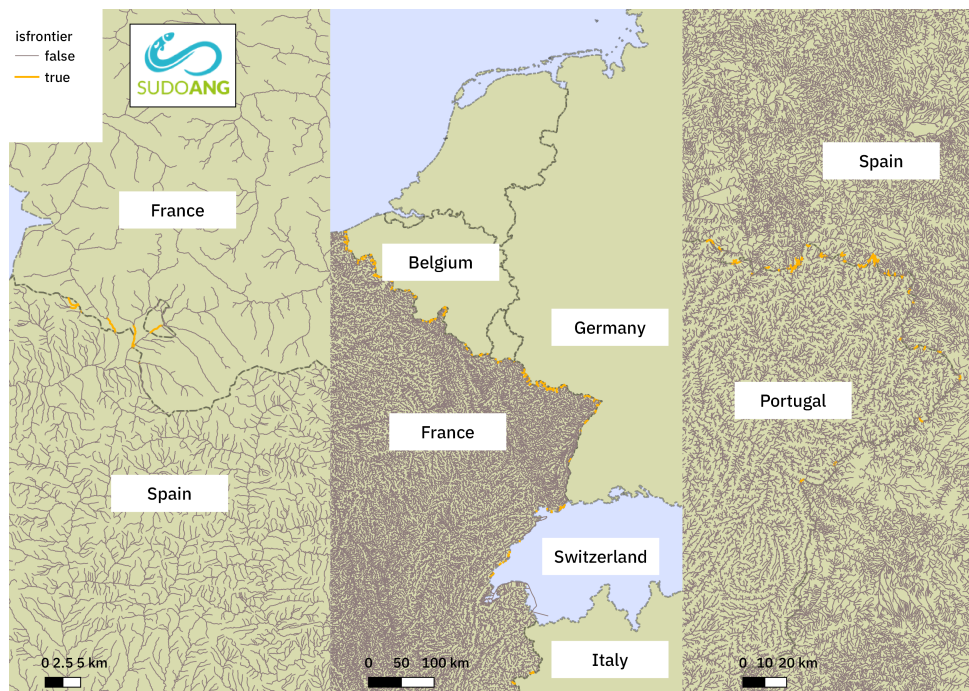 isfrontier
false
true
SUDOANG
France
Spain
0 2.5 5 km
Belgium
Germany
France
Switzerland
Italy
0 50 100 km
Spain
Portugal
0 10 20 km